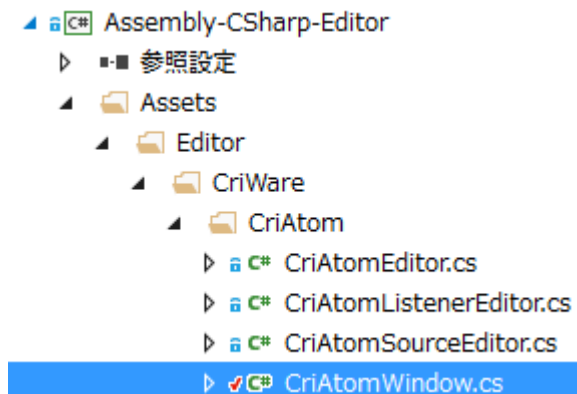 C# Assembly-CSharp-Editor
参照設定
Assets
Editor
CriWare
CriAtom
C# CriAtomEditor.cs
C# CriAtomListenerEditor.cs
C# CriAtomSourceEditor.cs
C# CriAtomWindow.cs